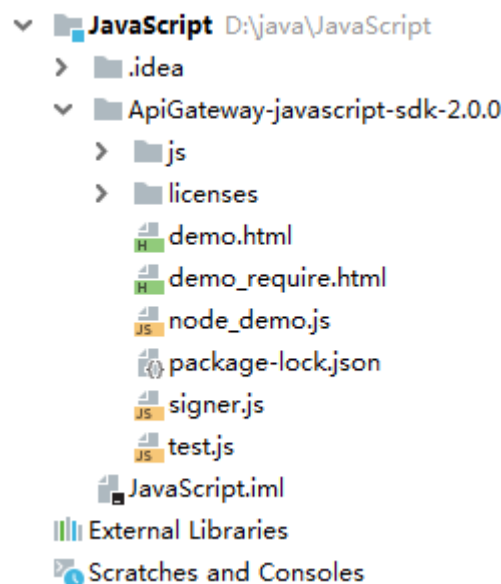 JavaScript D:\java\JavaScript
.idea
ApiGateway-javascript-sdk-2.0.0
js
licenses
demo.html
demo_require.html
node_demo.js
package-lock.json
signer.js
test.js
JavaScript.iml
External Libraries
Scratches and Consoles